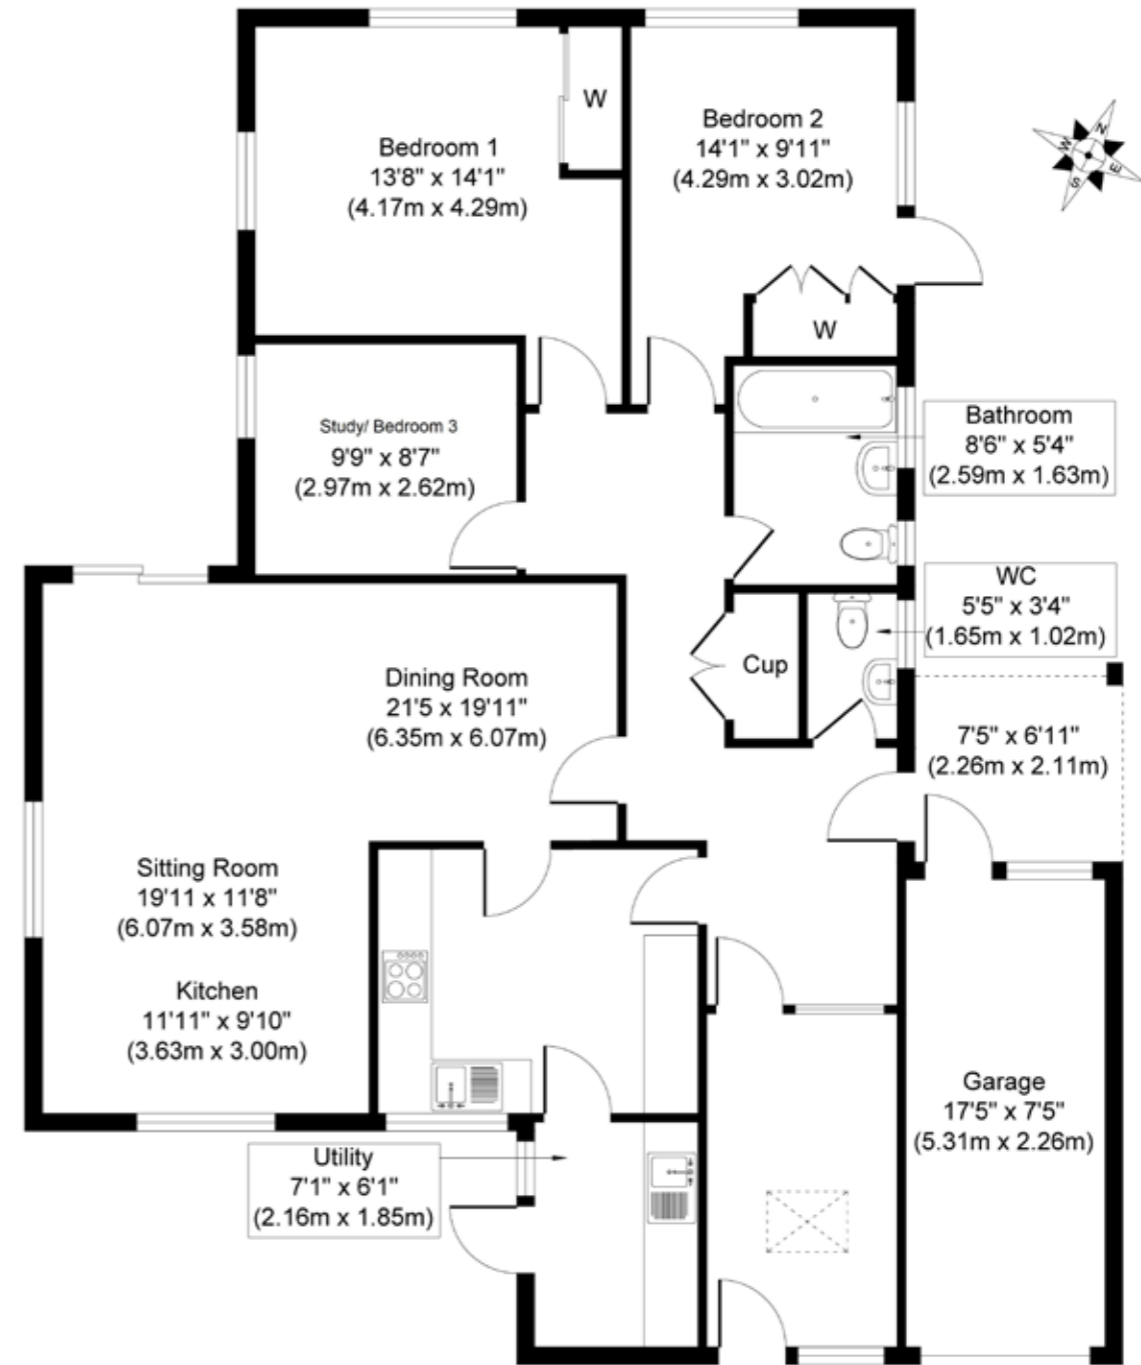 Bedroom 1
13'8" x 14'1"
(4.17m x 4.29m)
W
Bedroom 2
14'1" x 9'11"
(4.29m x 3.02m)
N
W
E
S
W
Study/ Bedroom 3
9'9" x 8'7"
(2.97m x 2.62m)
Bathroom
8'6" x 5'4"
(2.59m x 1.63m)
WC
5'5" x 3'4"
(1.65m x 1.02m)
Cup
Dining Room
21'5 x 19'11"
(6.35m x 6.07m)
7'5" x 6'11"
(2.26m x 2.11m)
Sitting Room
19'11 x 11'8"
(6.07m x 3.58m)
Kitchen
11'11" x 9'10"
(3.63m x 3.00m)
Garage
17'5" x 7'5"
(5.31m x 2.26m)
Utility
7'1" x 6'1"
(2.16m x 1.85m)